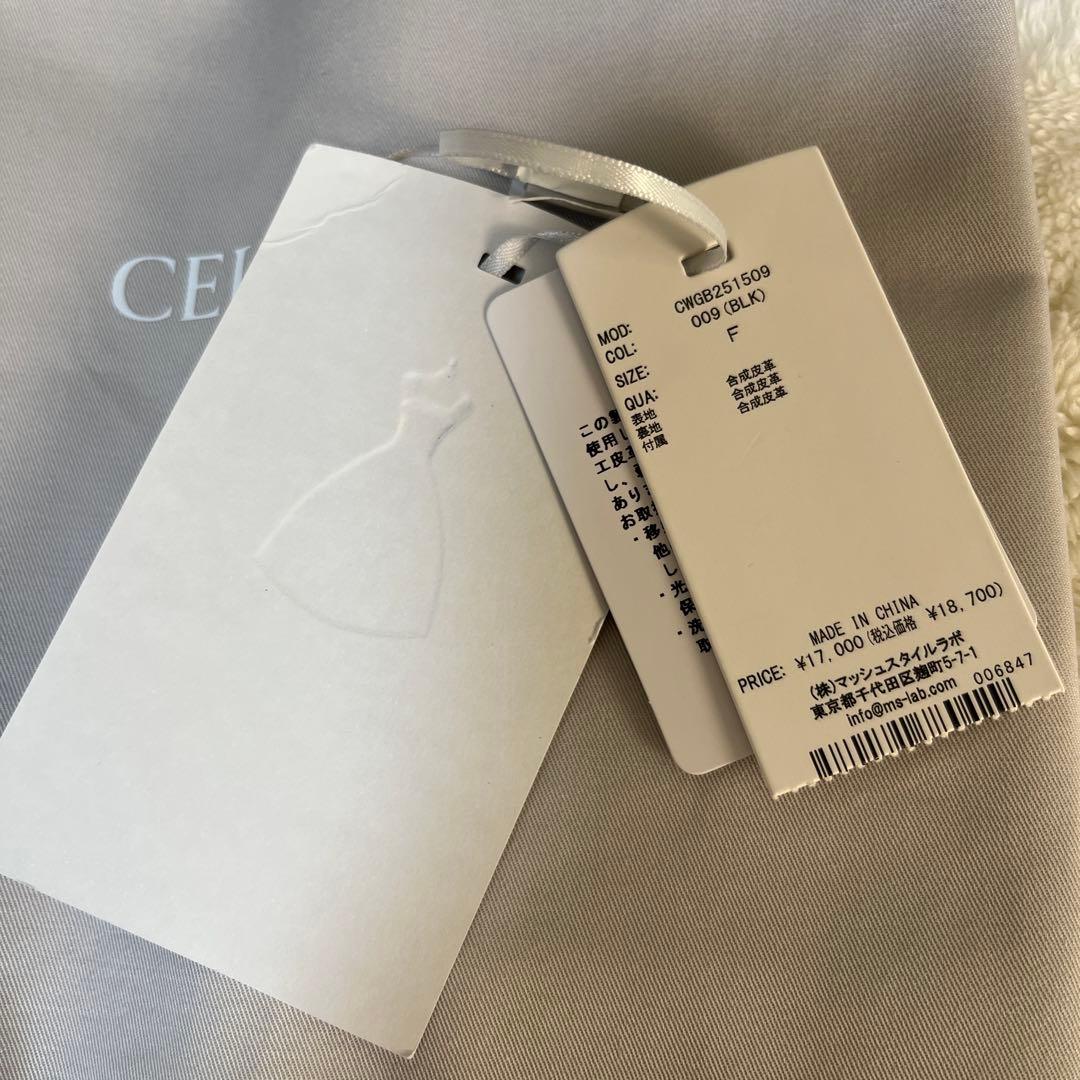 CEL
MOD: CWGB251509
COL: 009(BLK)
SIZE: F
QUA:
表地 合成皮革
裏地 合成皮革
付属 合成皮革
MADE IN CHINA
PRICE: ¥17,000(税込価格 ¥18,700)
(株)マッシュスタイルラボ
東京都千代田区麹町5-7-1
info@ms-lab.com 006847
この
使用し
工皮革
し、
あり
お取
・移
他
し
・光
保
・洗
取